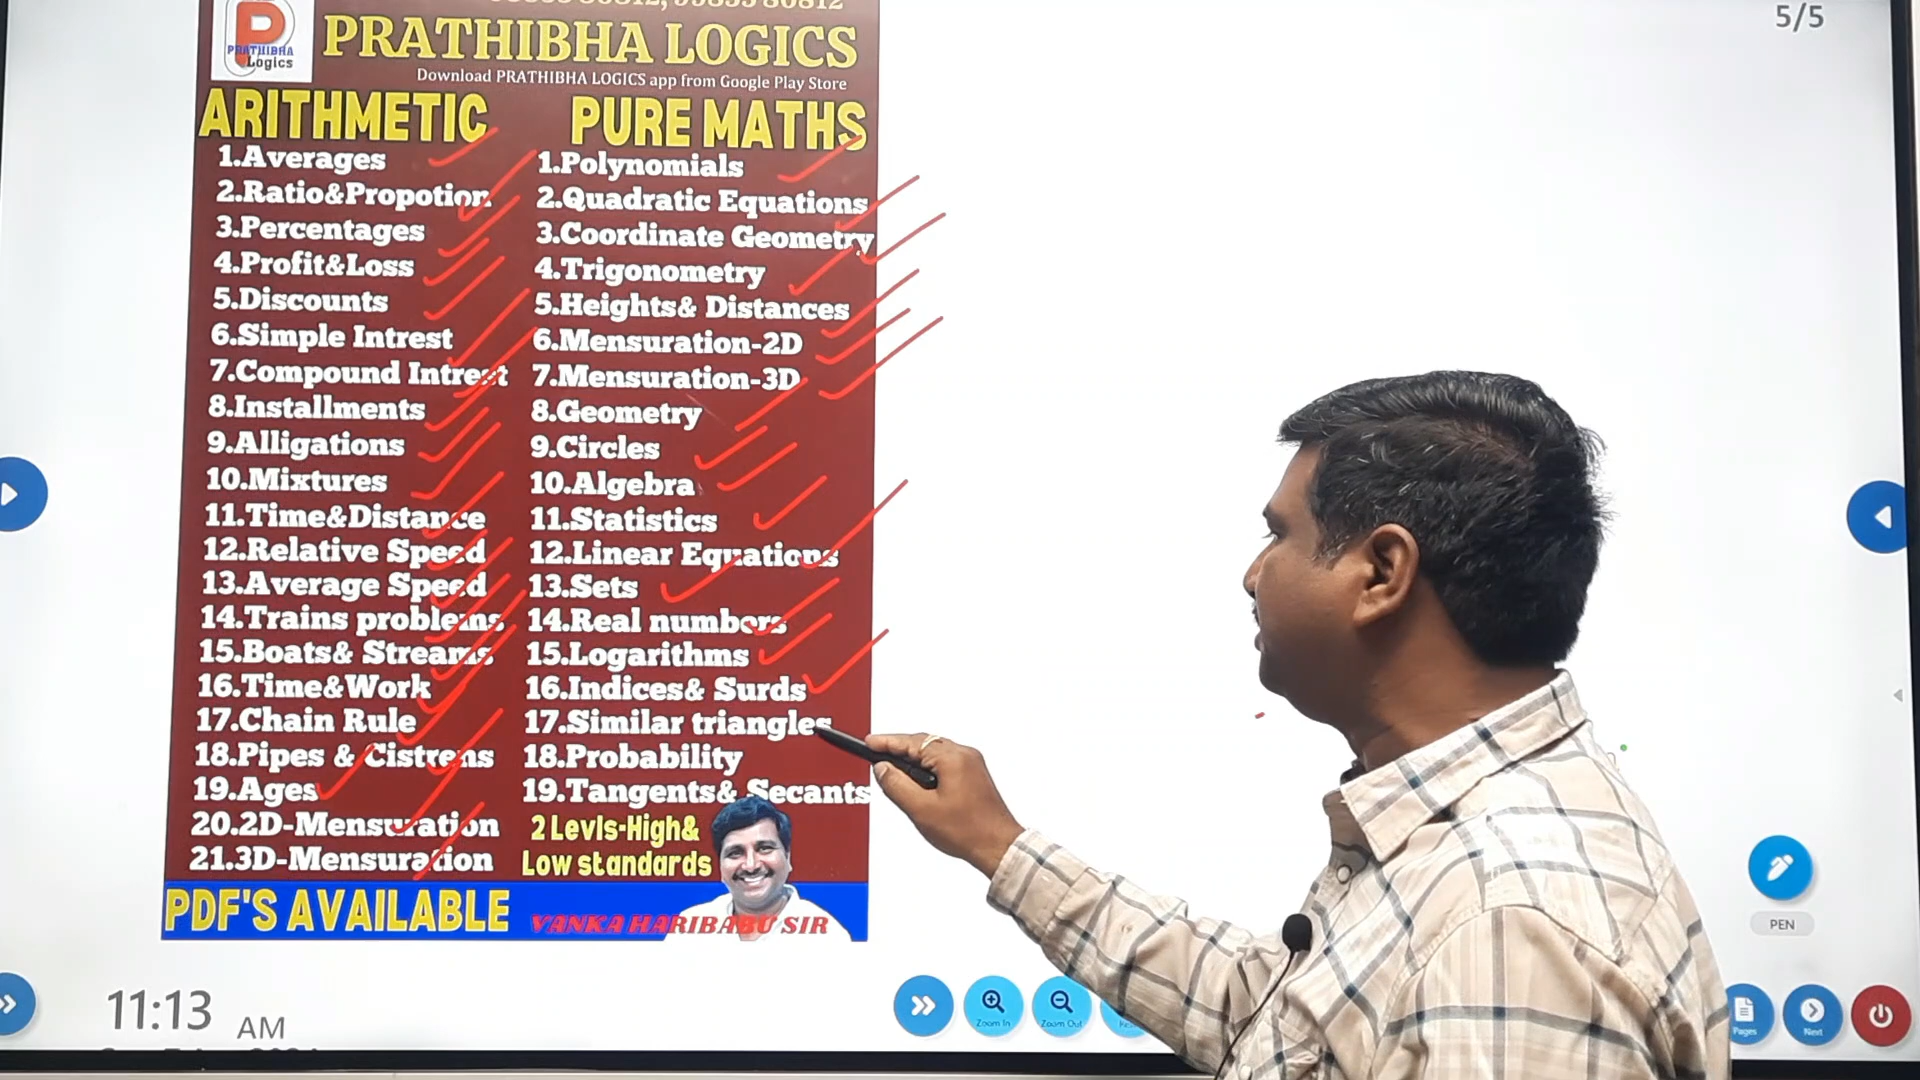 5/5
PRATHIBHA
Logics
PRATHIBHA LOGICS
Download PRATHIBHA LOGICS app from Google Play Store
ARITHMETIC
1.Averages
2.Ratio&Propotion
3.Percentages
4.Profit&Loss
5.Discounts
6.Simple Intrest
7.Compound Intrest
8.Installments
9.Alligations
10.Mixtures
11.Time&Distance
12.Relative Speed
13.Average Speed
14.Trains problems
15.Boats& Streams
16.Time&Work
17.Chain Rule
18.Pipes & Cistrens
19.Ages
20.2D-Mensuration
21.3D-Mensuration
PURE MATHS
1.Polynomials
2.Quadratic Equations
3.Coordinate Geometry
4.Trigonometry
5.Heights& Distances
6.Mensuration-2D
7.Mensuration-3D
8.Geometry
9.Circles
10.Algebra
11.Statistics
12.Linear Equations
13.Sets
14.Real numbers
15.Logarithms
16.Indices& Surds
17.Similar triangles
18.Probability
19.Tangents& Secants
2 Levls-High&
Low standards
PDF'S AVAILABLE
VANKA HARIBABU SIR
PEN
11:13 AM
Zoom In
Zoom Out
Pages
Next